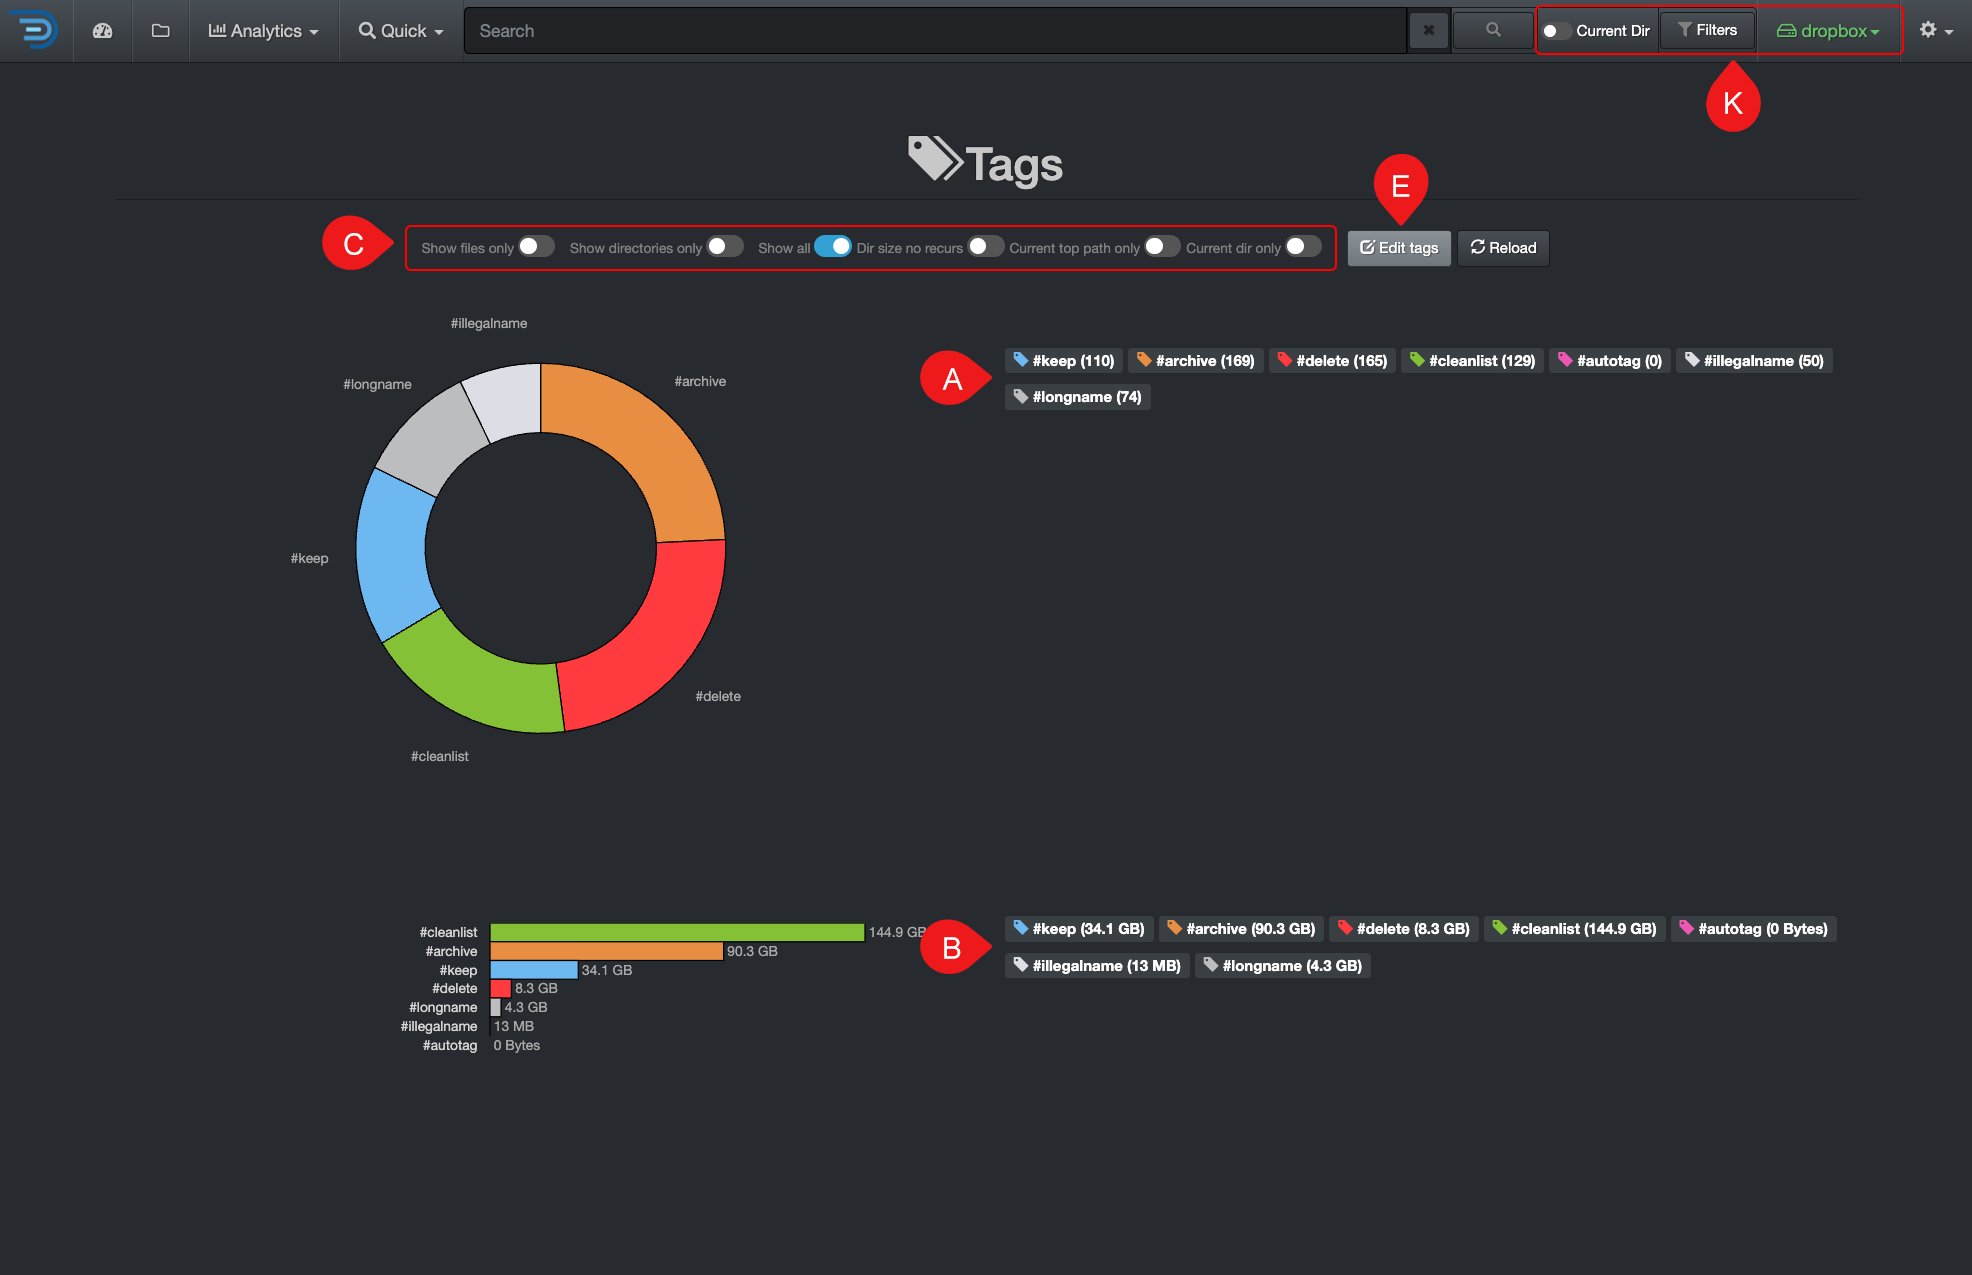 Analytics Quick Search Current Dir Filters dropbox
K
Tags
E
C Show files only Show directories only Show all Dir size no recurs Current top path only Current dir only Edit tags Reload
#illegalname
#longname
#archive
#keep
#delete
#cleanlist
A #keep (110) #archive (169) #delete (165) #cleanlist (129) #autotag (0) #illegalname (50)
#longname (74)
#cleanlist 144.9 GB
#archive 90.3 GB
#keep 34.1 GB
#delete 8.3 GB
#longname 4.3 GB
#illegalname 13 MB
#autotag 0 Bytes
B #keep (34.1 GB) #archive (90.3 GB) #delete (8.3 GB) #cleanlist (144.9 GB) #autotag (0 Bytes)
#illegalname (13 MB) #longname (4.3 GB)